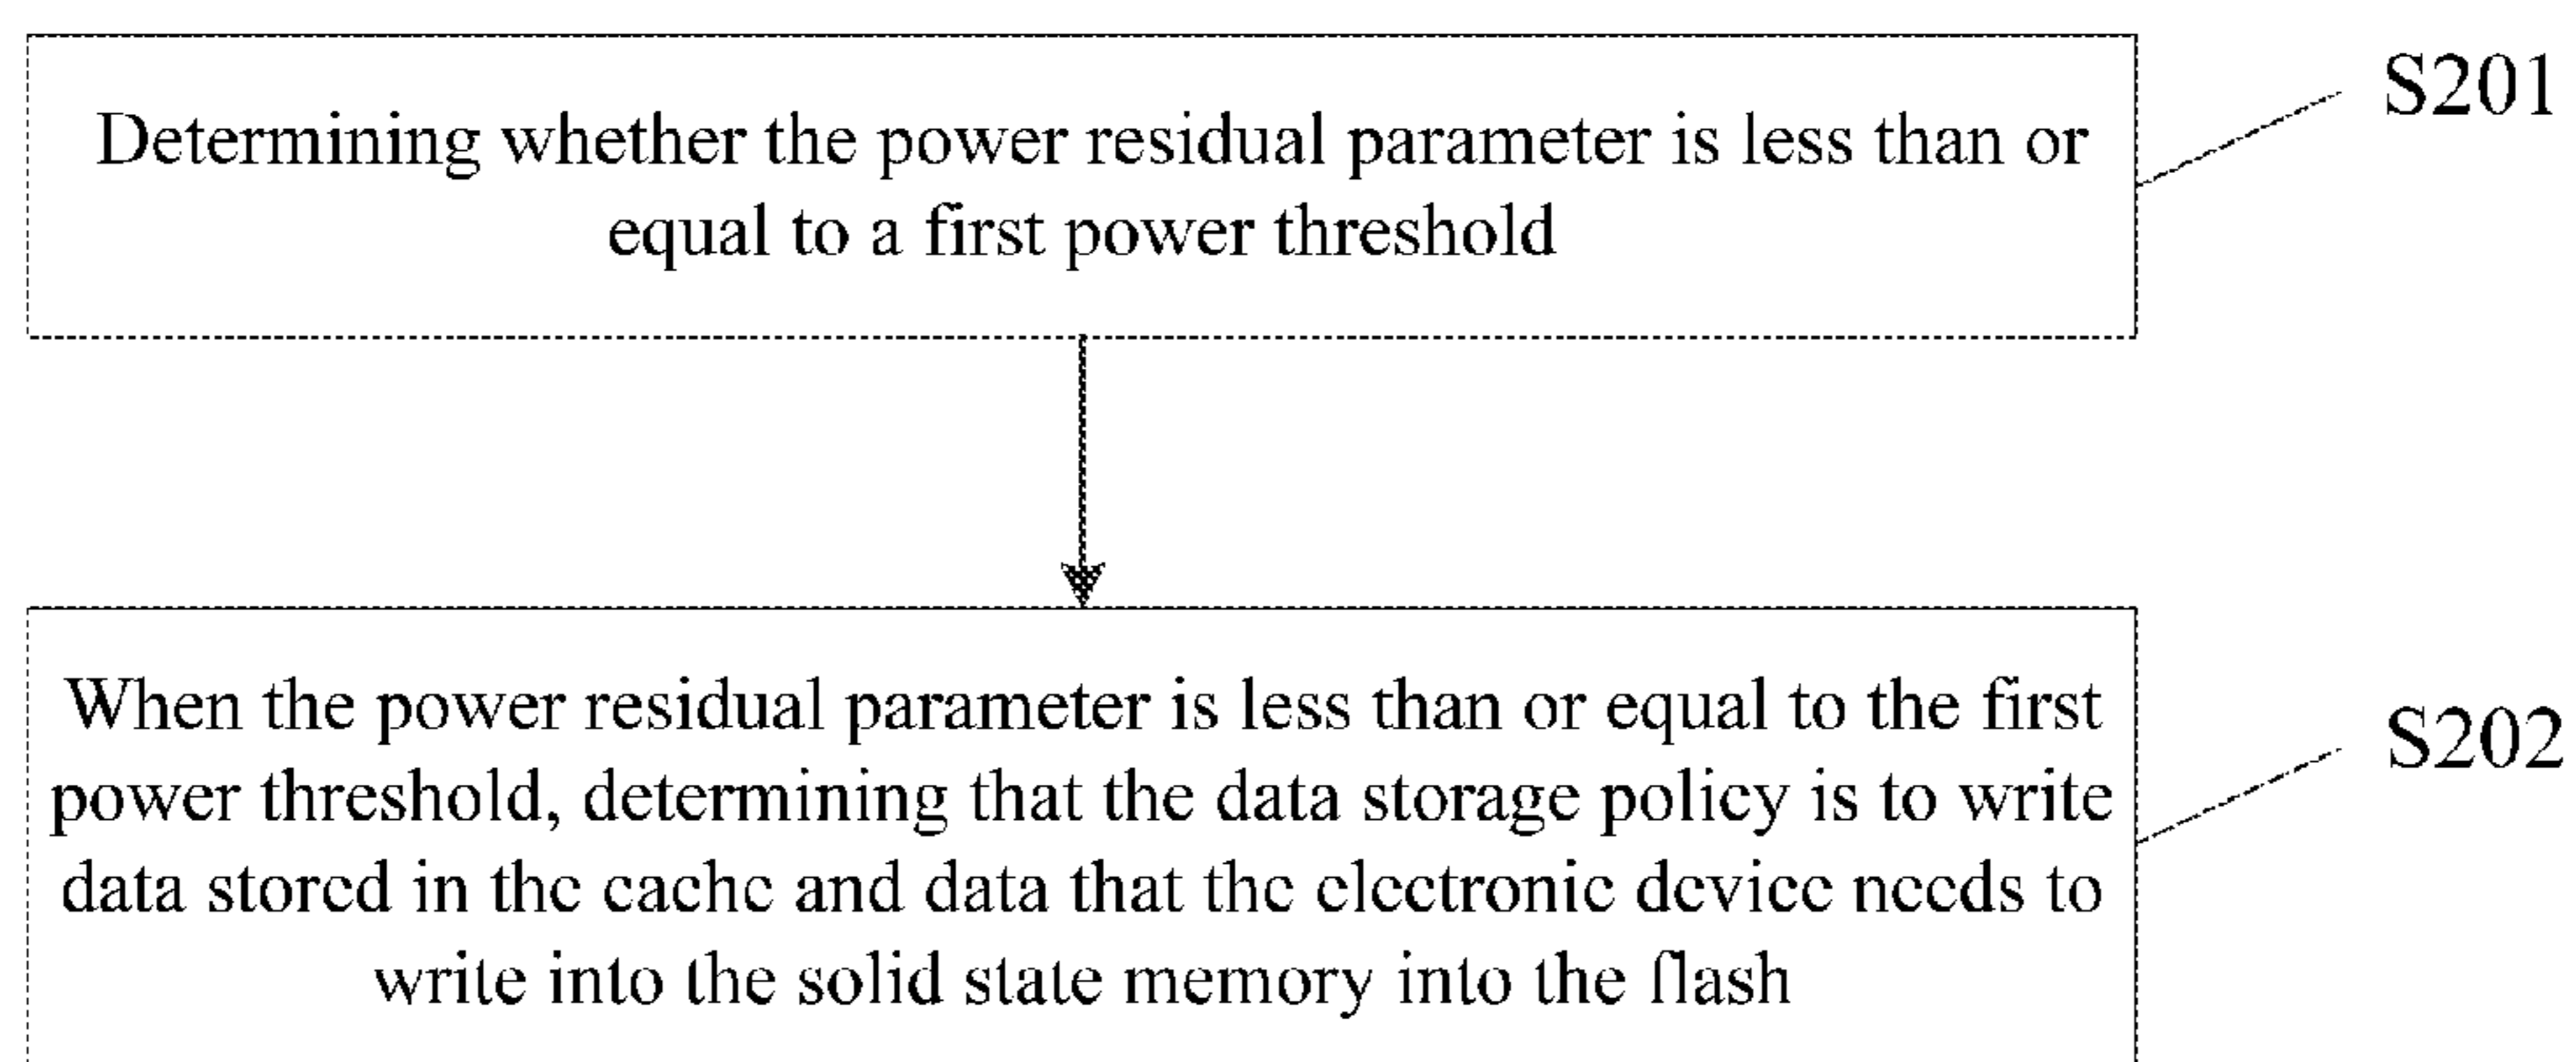 Determining whether the power residual parameter is less than or
equal to a first power threshold
S201
When the power residual parameter is less than or equal to the first
power threshold, determining that the data storage policy is to write
data stored in the cache and data that the electronic device needs to
write into the solid state memory into the flash
S202